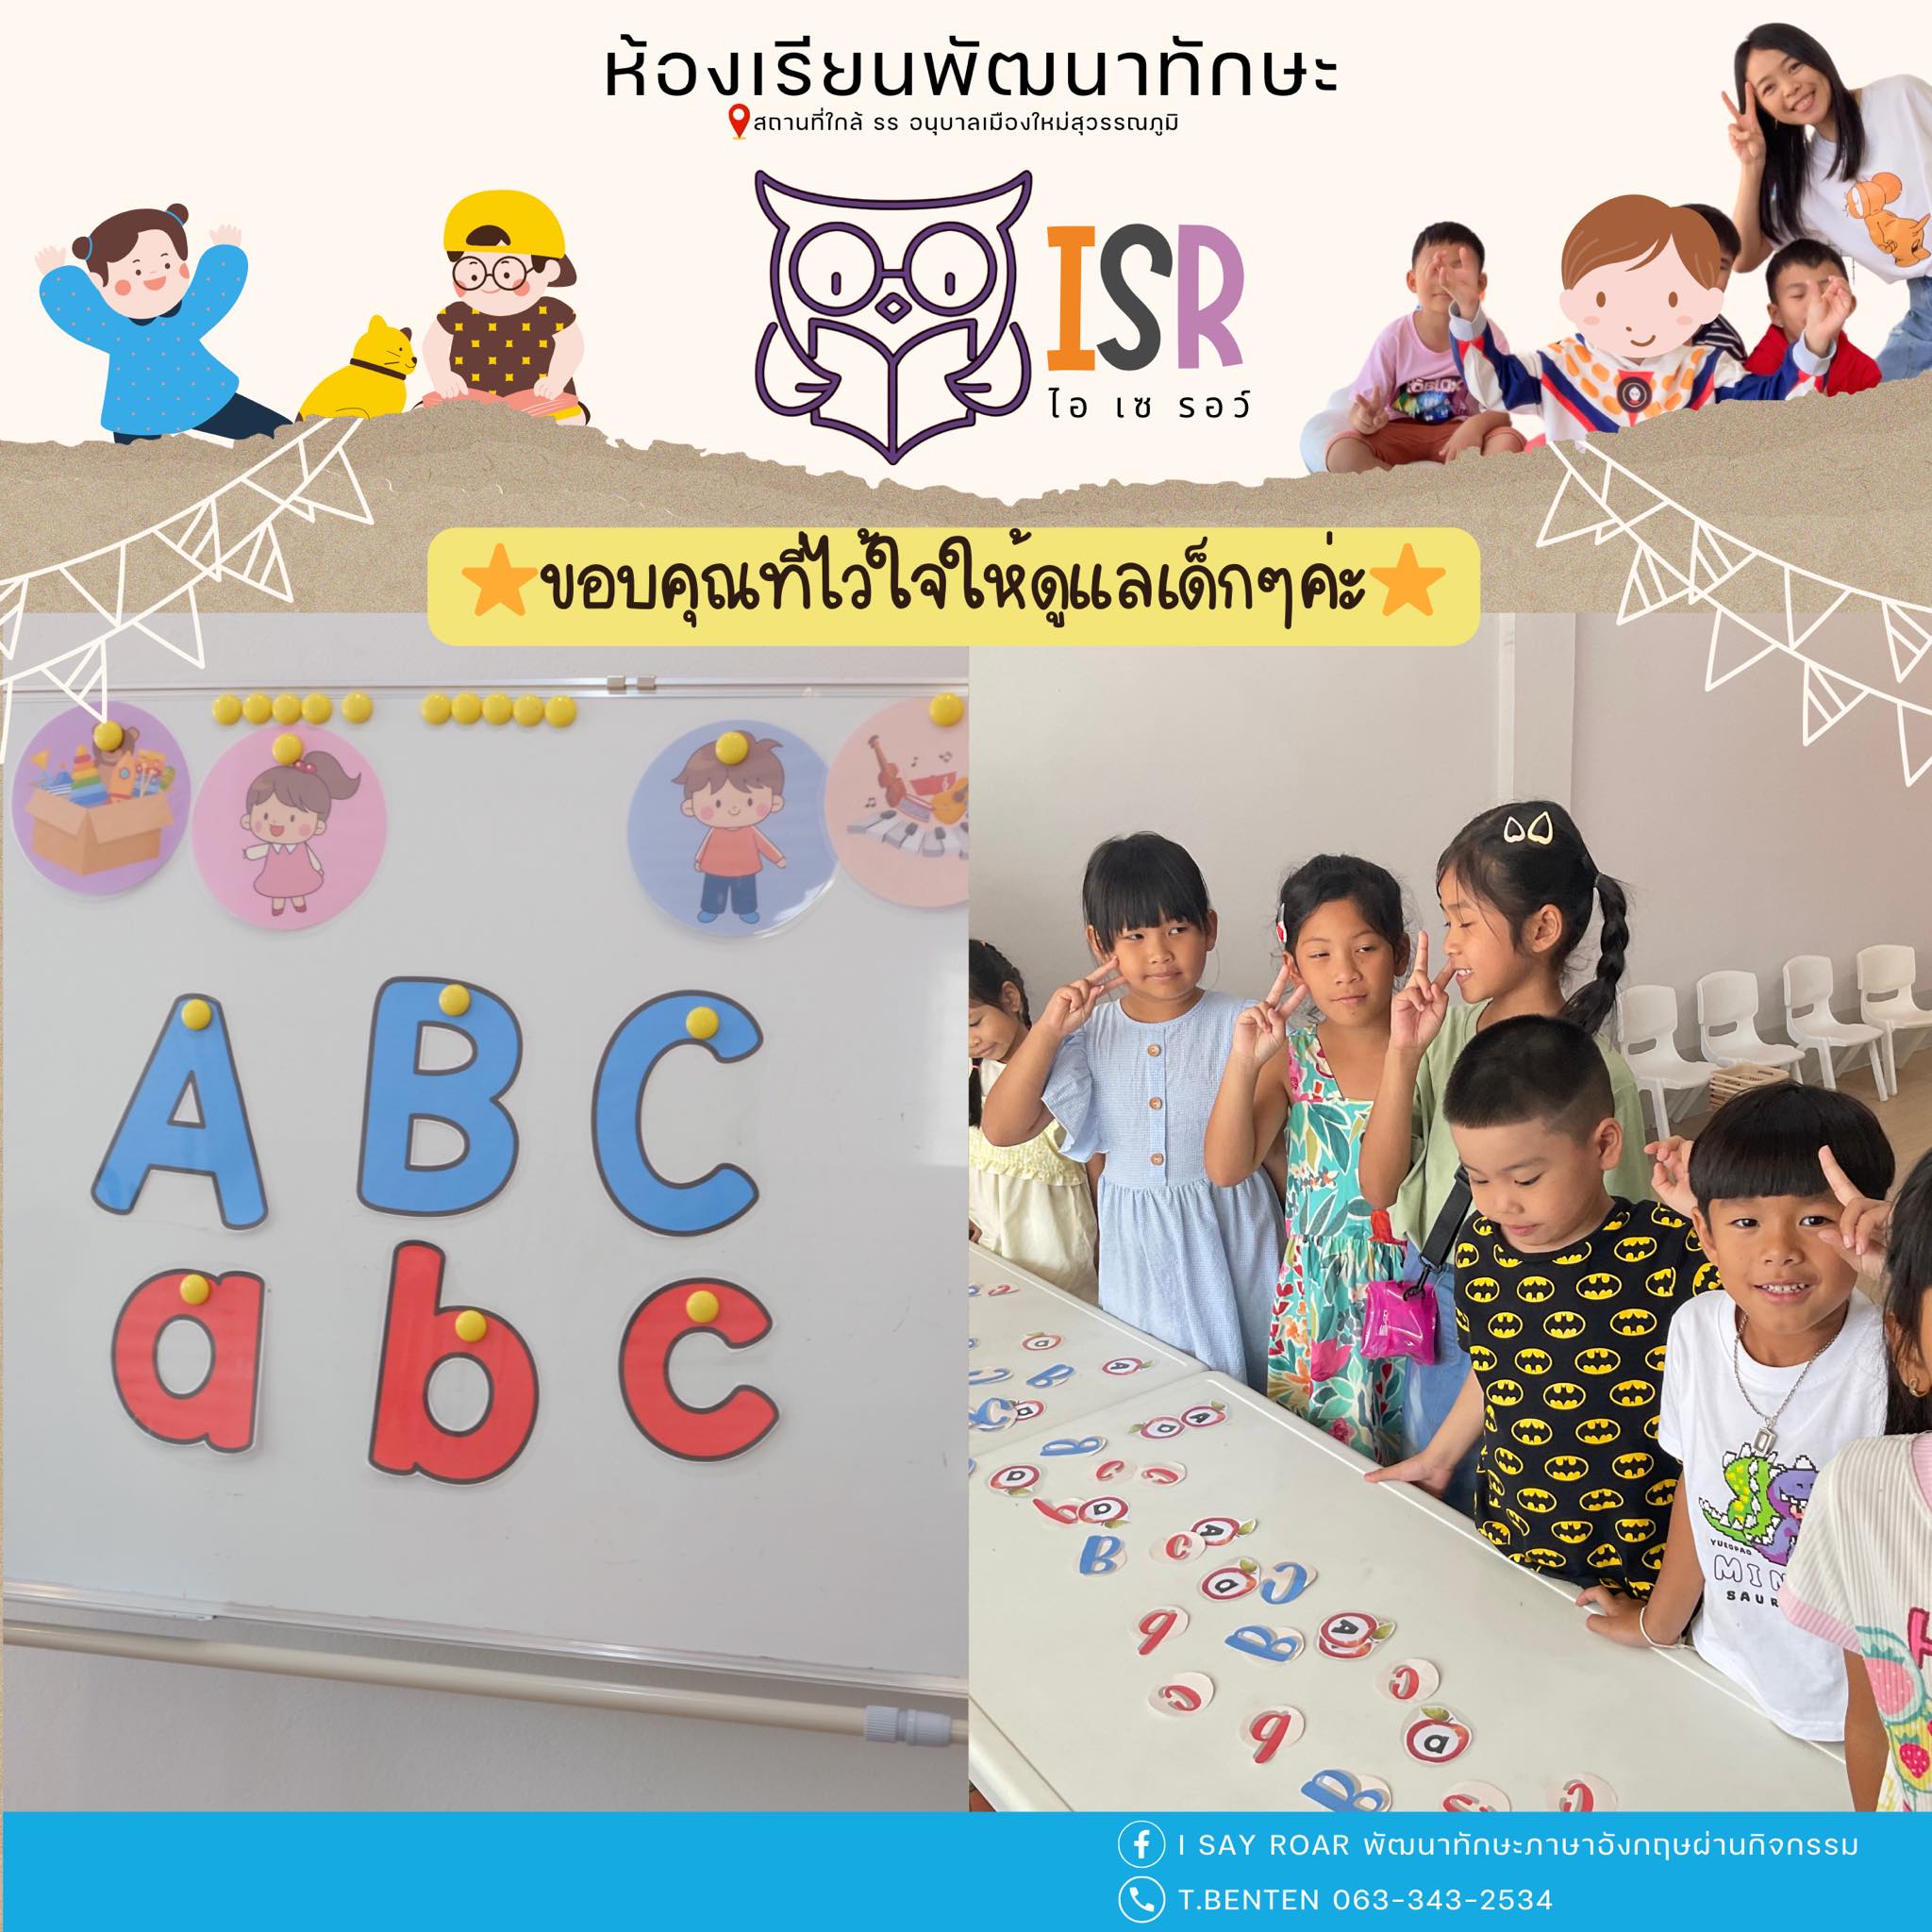 ห้องเรียนพัฒนาทักษะ
สถานที่ใกล้ รร อนุบาลเมืองใหม่สุวรรณภูมิ
ISR
ไอ เซ รอว์
ขอบคุณที่ไว้ใจให้ดูแลเด็กๆค่ะ
A B C
a b c
I SAY ROAR พัฒนาทักษะภาษาอังกฤษผ่านกิจกรรม
T.BENTEN 063-343-2534